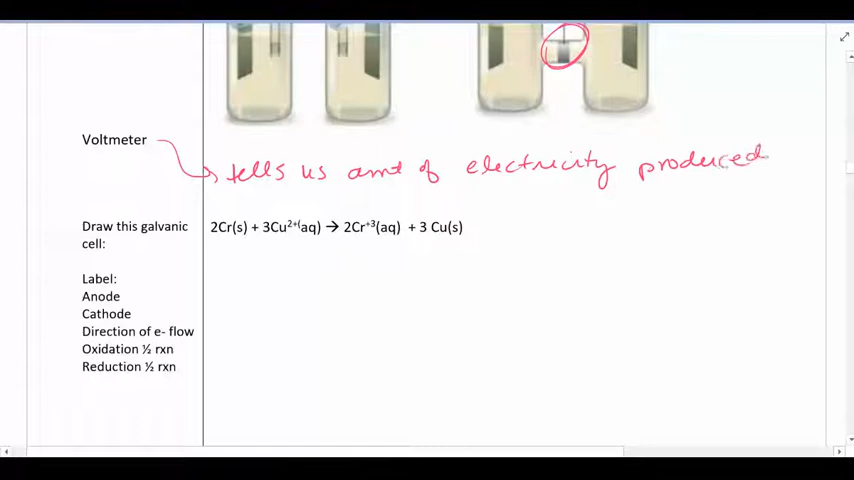 Voltmeter
tells us amt of electricity produced
Draw this galvanic 2Cr(s) + 3Cu²⁺(aq) → 2Cr⁺³(aq) + 3 Cu(s)
cell:
Label:
Anode
Cathode
Direction of e- flow
Oxidation ½ rxn
Reduction ½ rxn